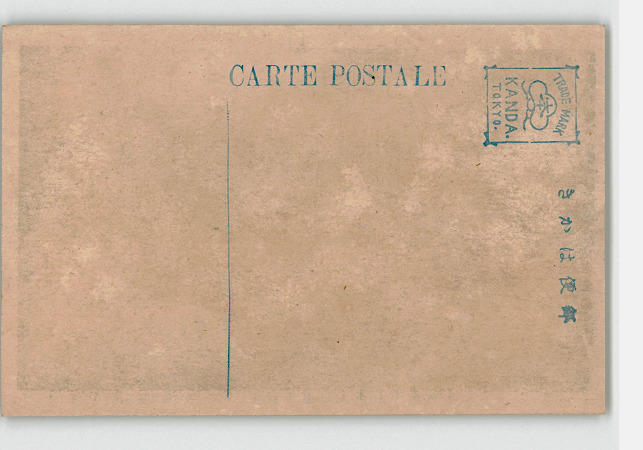 CARTE POSTALE
TRADE MARK
KANDA.
TOKYO.
きかは便郵